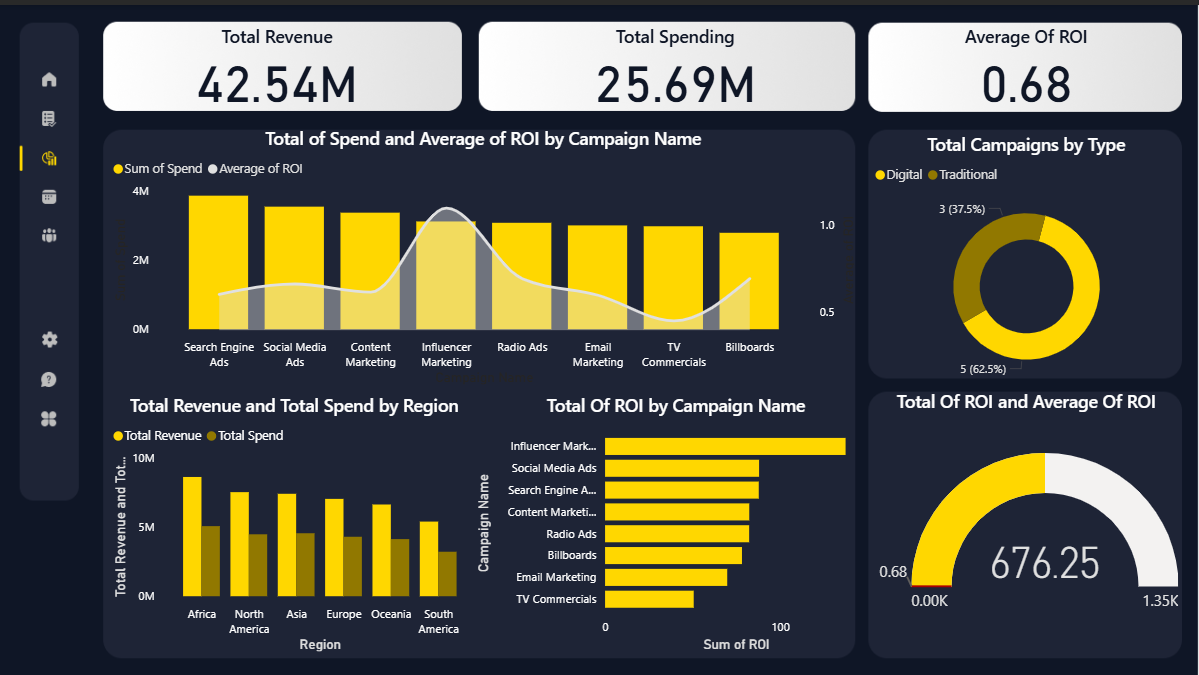 Total Revenue
42.54M
Total Spending
25.69M
Average Of ROI
0.68
Total of Spend and Average of ROI by Campaign Name
Sum of Spend Average of ROI
4M
2M
0M
1.0
0.5
Search Engine
Ads
Social Media
Ads
Content
Marketing
Influencer
Marketing
Radio Ads
Email
Marketing
TV
Commercials
Billboards
Total Campaigns by Type
Digital Traditional
3 (37.5%)
5 (62.5%)
Total Revenue and Total Spend by Region
Total Revenue Total Spend
Total Revenue and Tot...
10M
5M
0M
Africa
North
America
Asia
Europe
Oceania
South
America
Region
Total Of ROI by Campaign Name
Campaign Name
Influencer Mark...
Social Media Ads
Search Engine A...
Content Marketi...
Radio Ads
Billboards
Email Marketing
TV Commercials
0
100
Sum of ROI
Total Of ROI and Average Of ROI
0.68
676.25
0.00K
1.35K